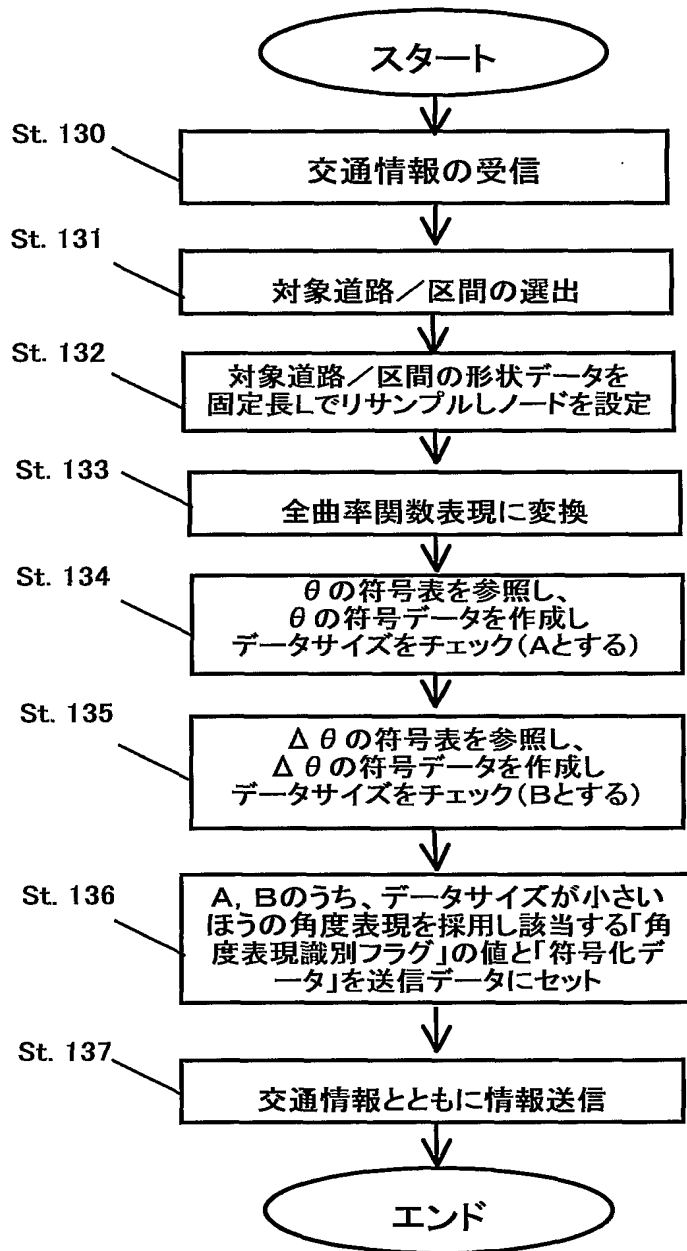 スタート
St. 130
交通情報の受信
St. 131
対象道路／区間の選出
St. 132
対象道路／区間の形状データを
固定長Lでリサンプルしノードを設定
St. 133
全曲率関数表現に変換
St. 134
θの符号表を参照し、
θの符号データを作成し
データサイズをチェック(Aとする)
St. 135
Δθの符号表を参照し、
Δθの符号データを作成し
データサイズをチェック(Bとする)
St. 136
A, Bのうち、データサイズが小さい
ほうの角度表現を採用し該当する「角
度表現識別フラグ」の値と「符号化デ
ータ」を送信データにセット
St. 137
交通情報とともに情報送信
エンド